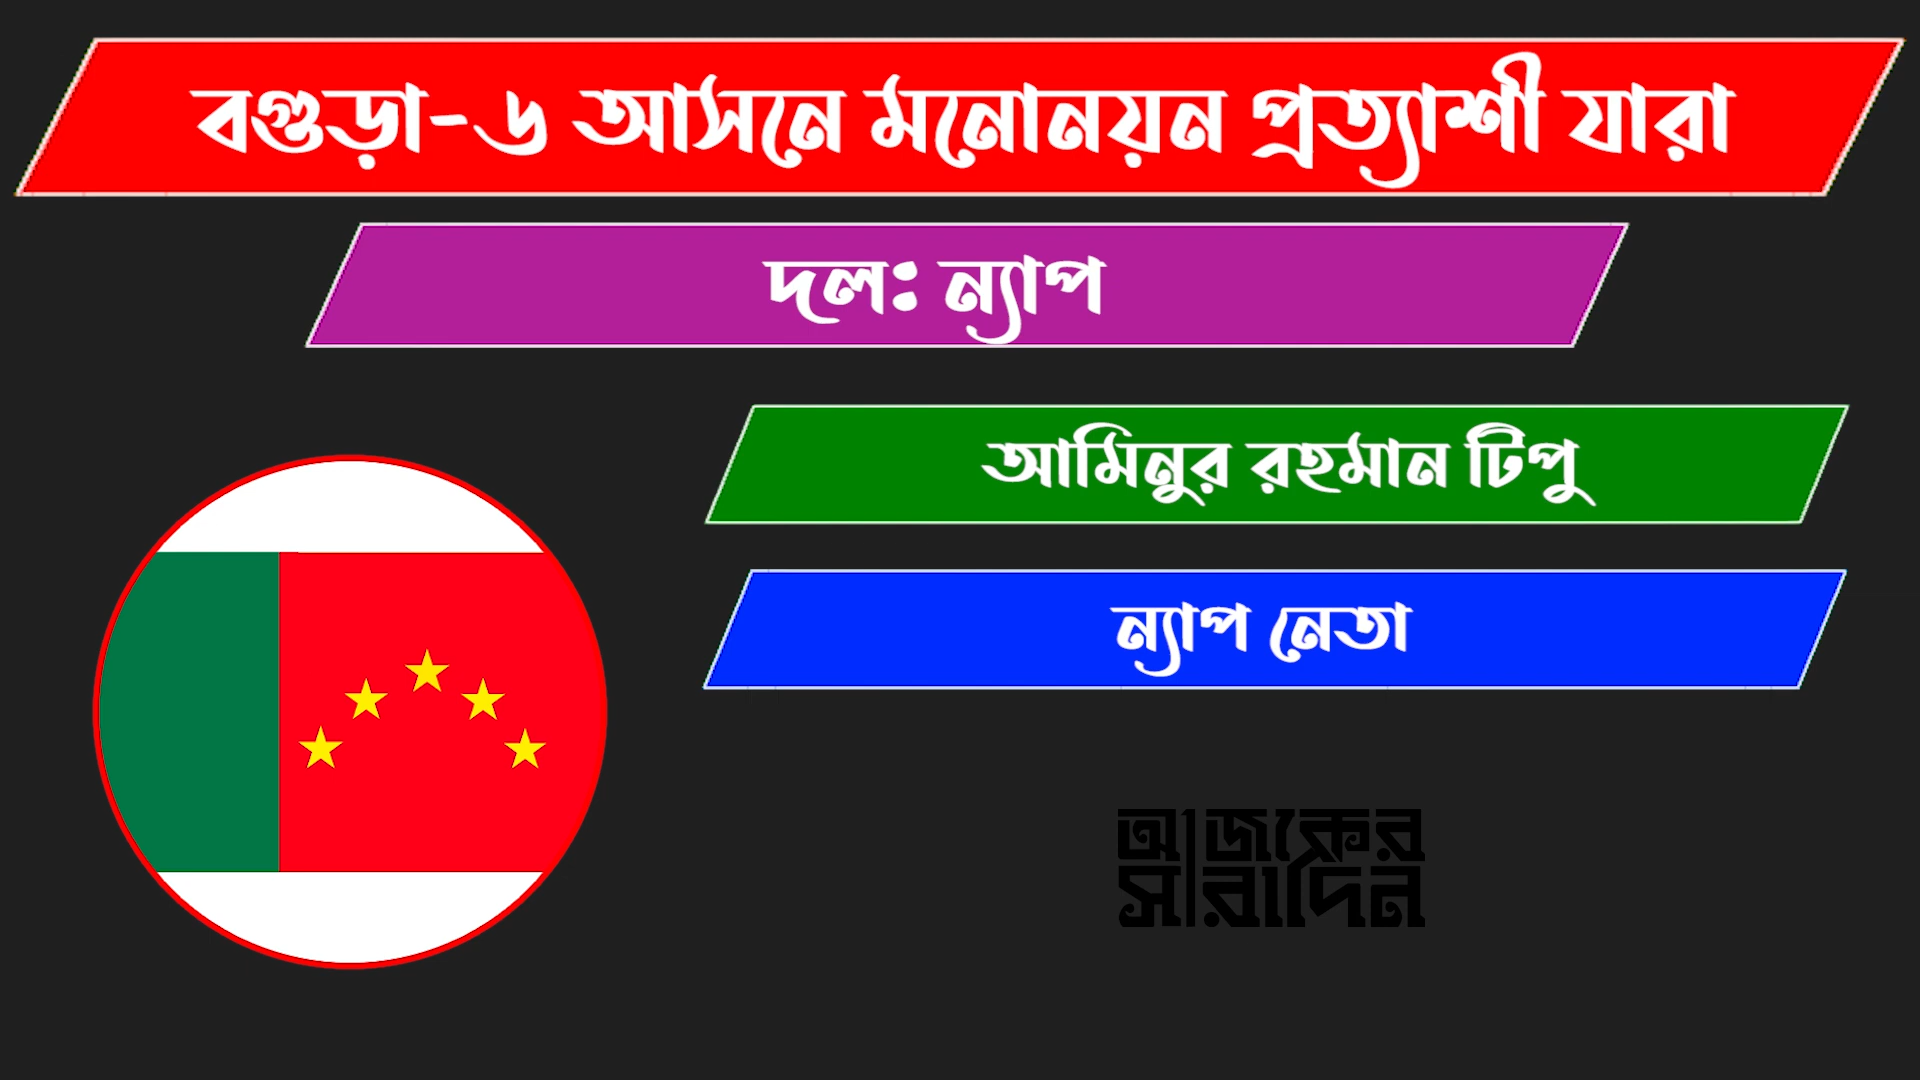 বগুড়া-৬ আসনে মনোনয়ন প্রত্যাশী যারা
দল: ন্যাপ
আমিনুর রহমান টিপু
ন্যাপ নেতা
আজকের
সারাদিন